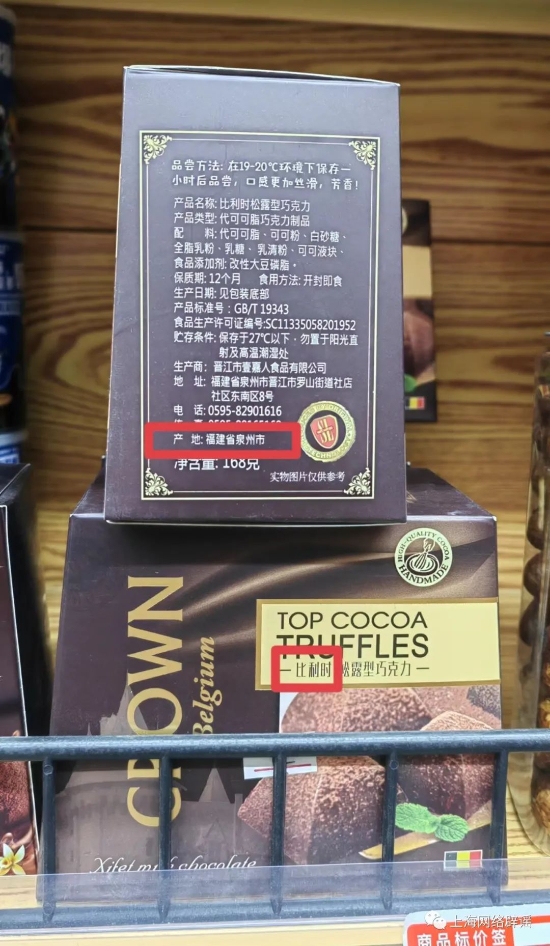 品尝方法: 在19-20℃环境下保存一
小时后品尝，口感更加丝滑，芳香!
产品名称: 比利时松露型巧克力
产品类型: 代可可脂巧克力制品
配 料: 代可可脂、可可粉、白砂糖、
全脂乳粉、乳糖、乳清粉、可可液块、
食品添加剂: 改性大豆磷脂。
保质期: 12个月 食用方法: 开封即食
生产日期: 见包装底部
产品标准号: GB/T 19343
食品生产许可证编号:SC11335058201952
贮存条件: 保存于27℃以下，勿置于阳光直
射及高温潮湿处
生产商: 晋江市壹嘉人食品有限公司
地 址: 福建省泉州市晋江市罗山街道社店
社区东南区8号
电 话: 0595-82901616
产 地: 福建省泉州市
净含量: 168克
实物图片仅供参考
HIGH-QUALITY COCOA
HANDMADE
CROWN
Belgium
TOP COCOA
TRUFFLES
比利时松露型巧克力
Xifet milk chocolate
上海网络辟谣
商品标价签